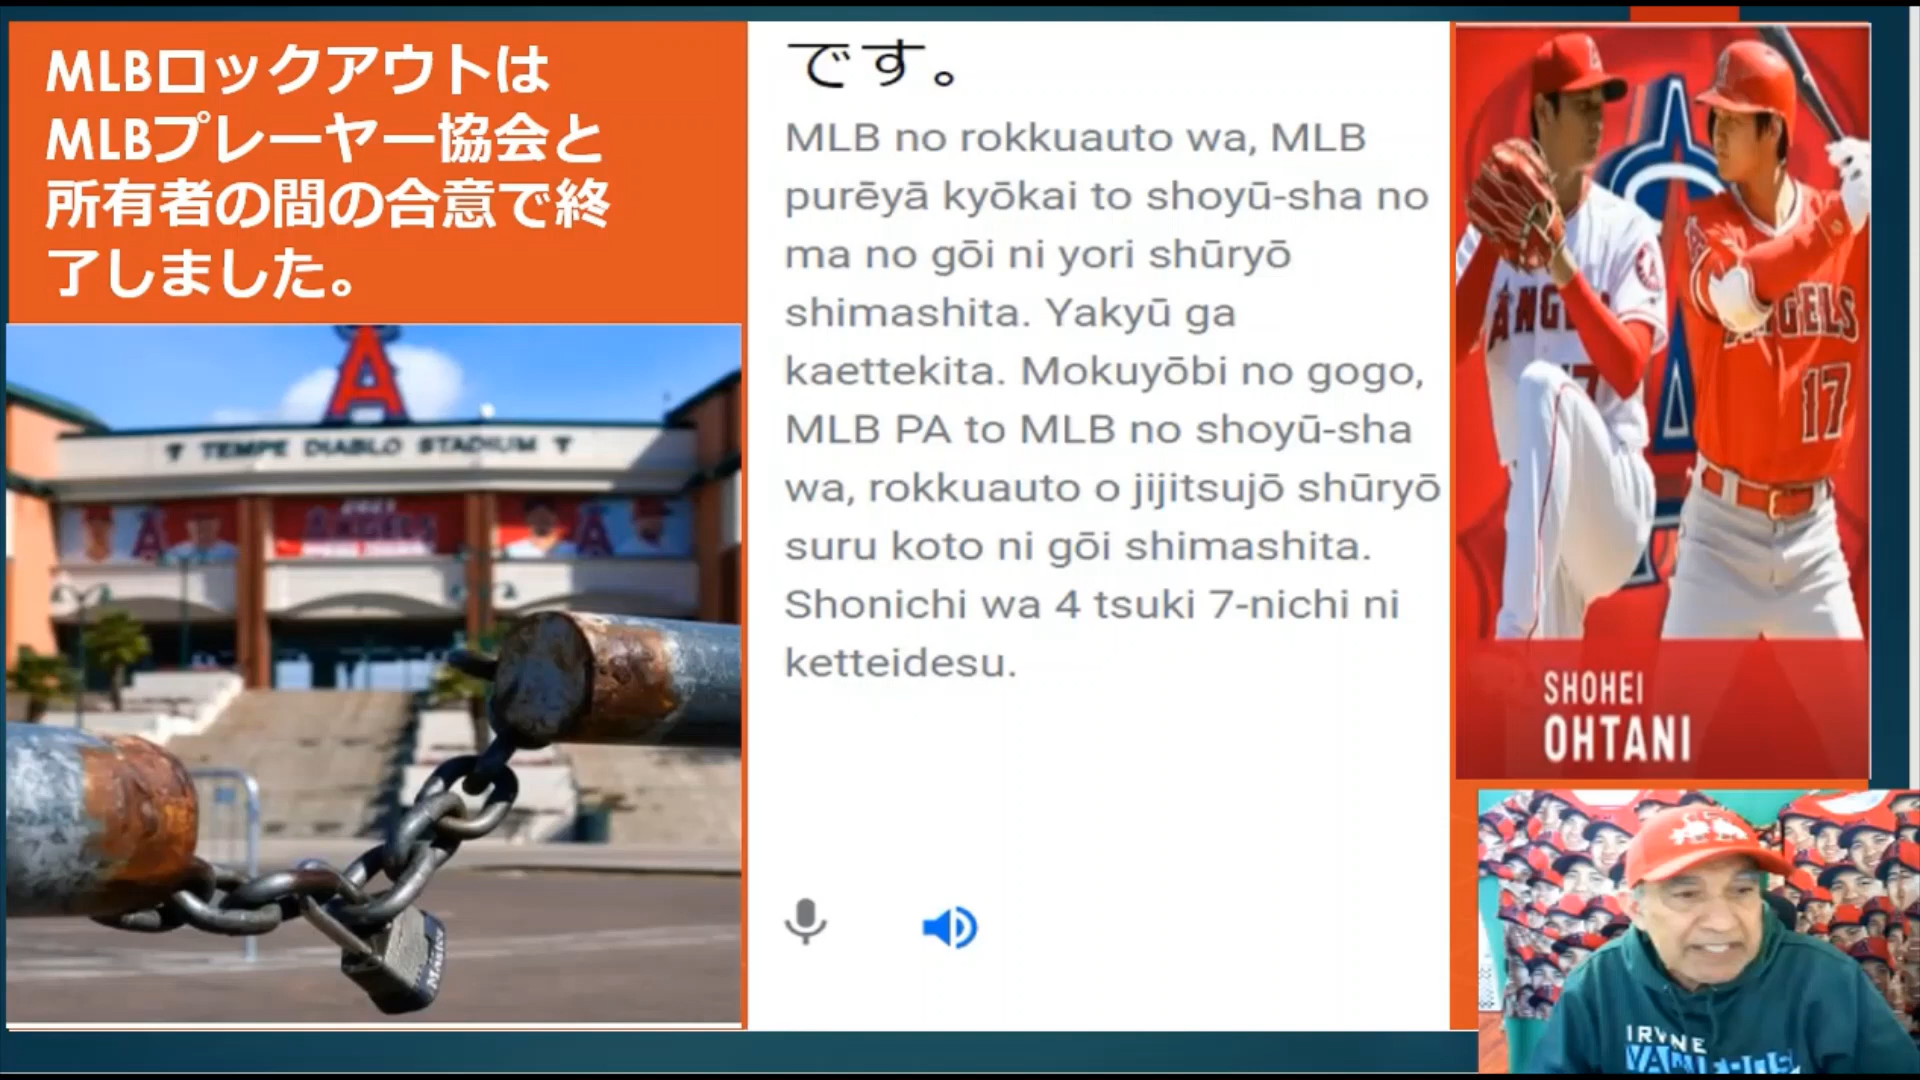 MLBロックアウトは
MLBプレーヤー協会と
所有者の間の合意で終
了しました。
A
TEMPE DIABLO STADIUM
ANGELS
Master
です。
MLB no rokkuauto wa, MLB
purēyā kyōkai to shoyū-sha no
ma no gōi ni yori shūryō
shimashita. Yakyū ga
kaettekita. Mokuyōbi no gogo,
MLB PA to MLB no shoyū-sha
wa, rokkuauto o jijitsujō shūryō
suru koto ni gōi shimashita.
Shonichi wa 4 tsuki 7-nichi ni
ketteidesu.
ANGELS
17
SHOHEI
OHTANI
IRVINE